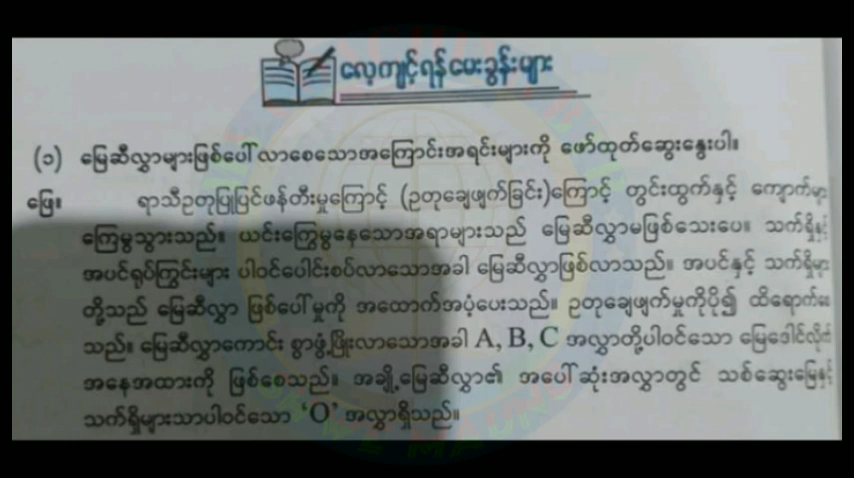 လေ့ကျင့်ရန်မေးခွန်းများ
(၁) မြေဆီလွှာများဖြစ်ပေါ်လာစေသောအကြောင်းအရင်းများကို ဖော်ထုတ်ဆွေးနွေးပါ။
ဖြေ။ ရာသီဥတုပြုပြင်ဖန်တီးမှုကြောင့် (ဥတုချေဖျက်ခြင်း)ကြောင့် တွင်းထွက်နှင့် ကျောက်များ
ကြေမွသွားသည်။ ယင်းကြွေမွနေသောအရာများသည် မြေဆီလွှာမဖြစ်သေးပေ။ သက်ရှိနှင့်
အပင်ရုပ်ကြွင်းများ ပါဝင်ပေါင်းစပ်လာသောအခါ မြေဆီလွှာဖြစ်လာသည်။ အပင်နှင့် သက်ရှိများ
တို့သည် မြေဆီလွှာ ဖြစ်ပေါ်မှုကို အထောက်အပံ့ပေးသည်။ ဥတုချေဖျက်မှုကိုပို၍ ထိရောက်စေ
သည်။ မြေဆီလွှာကောင်း စွာဖွံ့ဖြိုးလာသောအခါ A, B, C အလွှာတို့ပါဝင်သော မြေဒေါင်လိုက်
အနေအထားကို ဖြစ်စေသည်။ အချို့မြေဆီလွှာ၏ အပေါ်ဆုံးအလွှာတွင် သစ်ဆွေးမြေနှင့်
သက်ရှိများသာပါဝင်သော ‘O’ အလွှာရှိသည်။